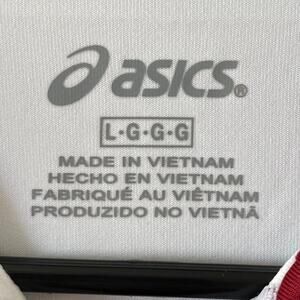 asics®
L·G·G·G
MADE IN VIETNAM
HECHO EN VIETNAM
FABRIQUÉ AU VIÊTNAM
PRODUZIDO NO VIETNÃ